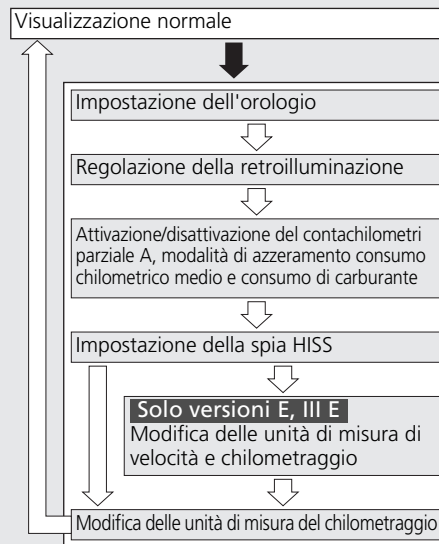 Visualizzazione normale
Impostazione dell'orologio
Regolazione della retroilluminazione
Attivazione/disattivazione del contachilometri
parziale A, modalità di azzeramento consumo
chilometrico medio e consumo di carburante
Impostazione della spia HISS
Solo versioni E, III E
Modifica delle unità di misura di
velocità e chilometraggio
Modifica delle unità di misura del chilometraggio